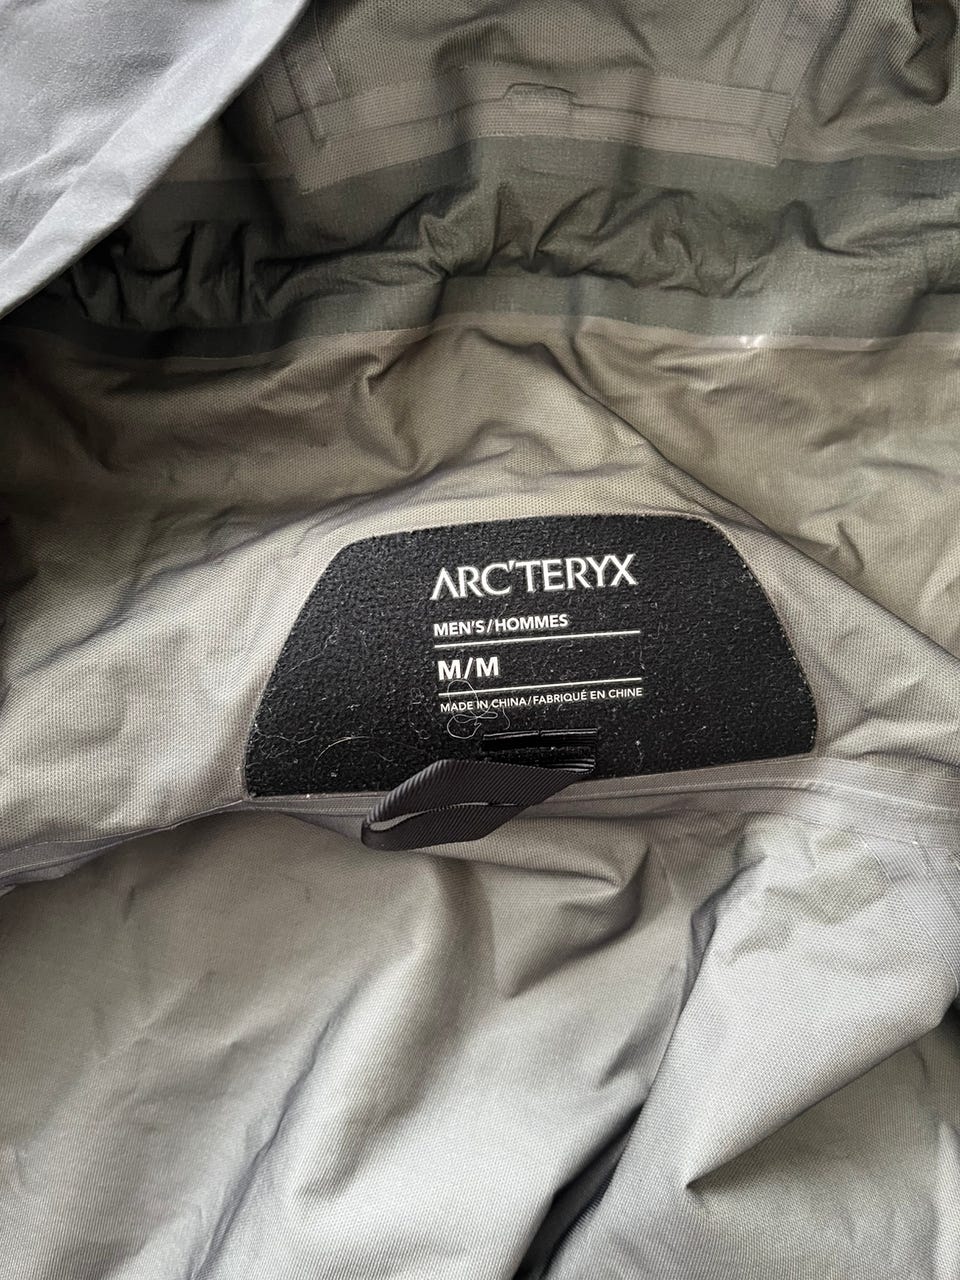 ARC'TERYX
MEN'S/HOMMES
M/M
MADE IN CHINA/FABRIQUÉ EN CHINE